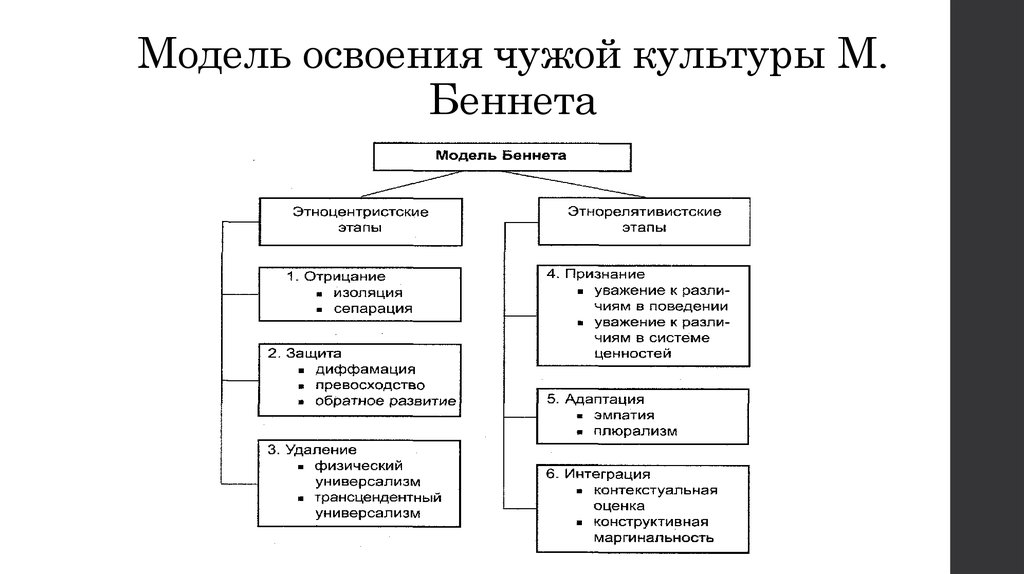 Модель освоения чужой культуры М.
Беннета
Модель Беннета
Этноцентристские
этапы
1. Отрицание
▪ изоляция
▪ сепарация
2. Защита
▪ диффамация
▪ превосходство
▪ обратное развитие
3. Удаление
▪ физический
универсализм
▪ трансцендентный
универсализм
Этнорелятивистские
этапы
4. Признание
▪ уважение к разли-
чиям в поведении
▪ уважение к разли-
чиям в системе
ценностей
5. Адаптация
▪ эмпатия
▪ плюрализм
6. Интеграция
▪ контекстуальная
оценка
▪ конструктивная
маргинальность